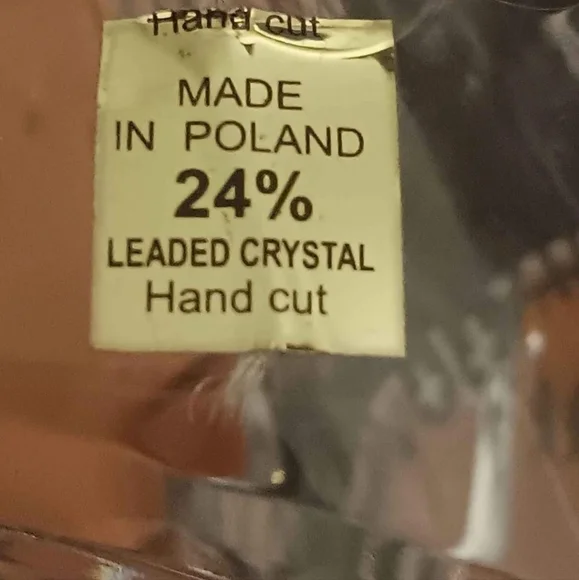 Hand cut
MADE
IN POLAND
24%
LEADED CRYSTAL
Hand cut